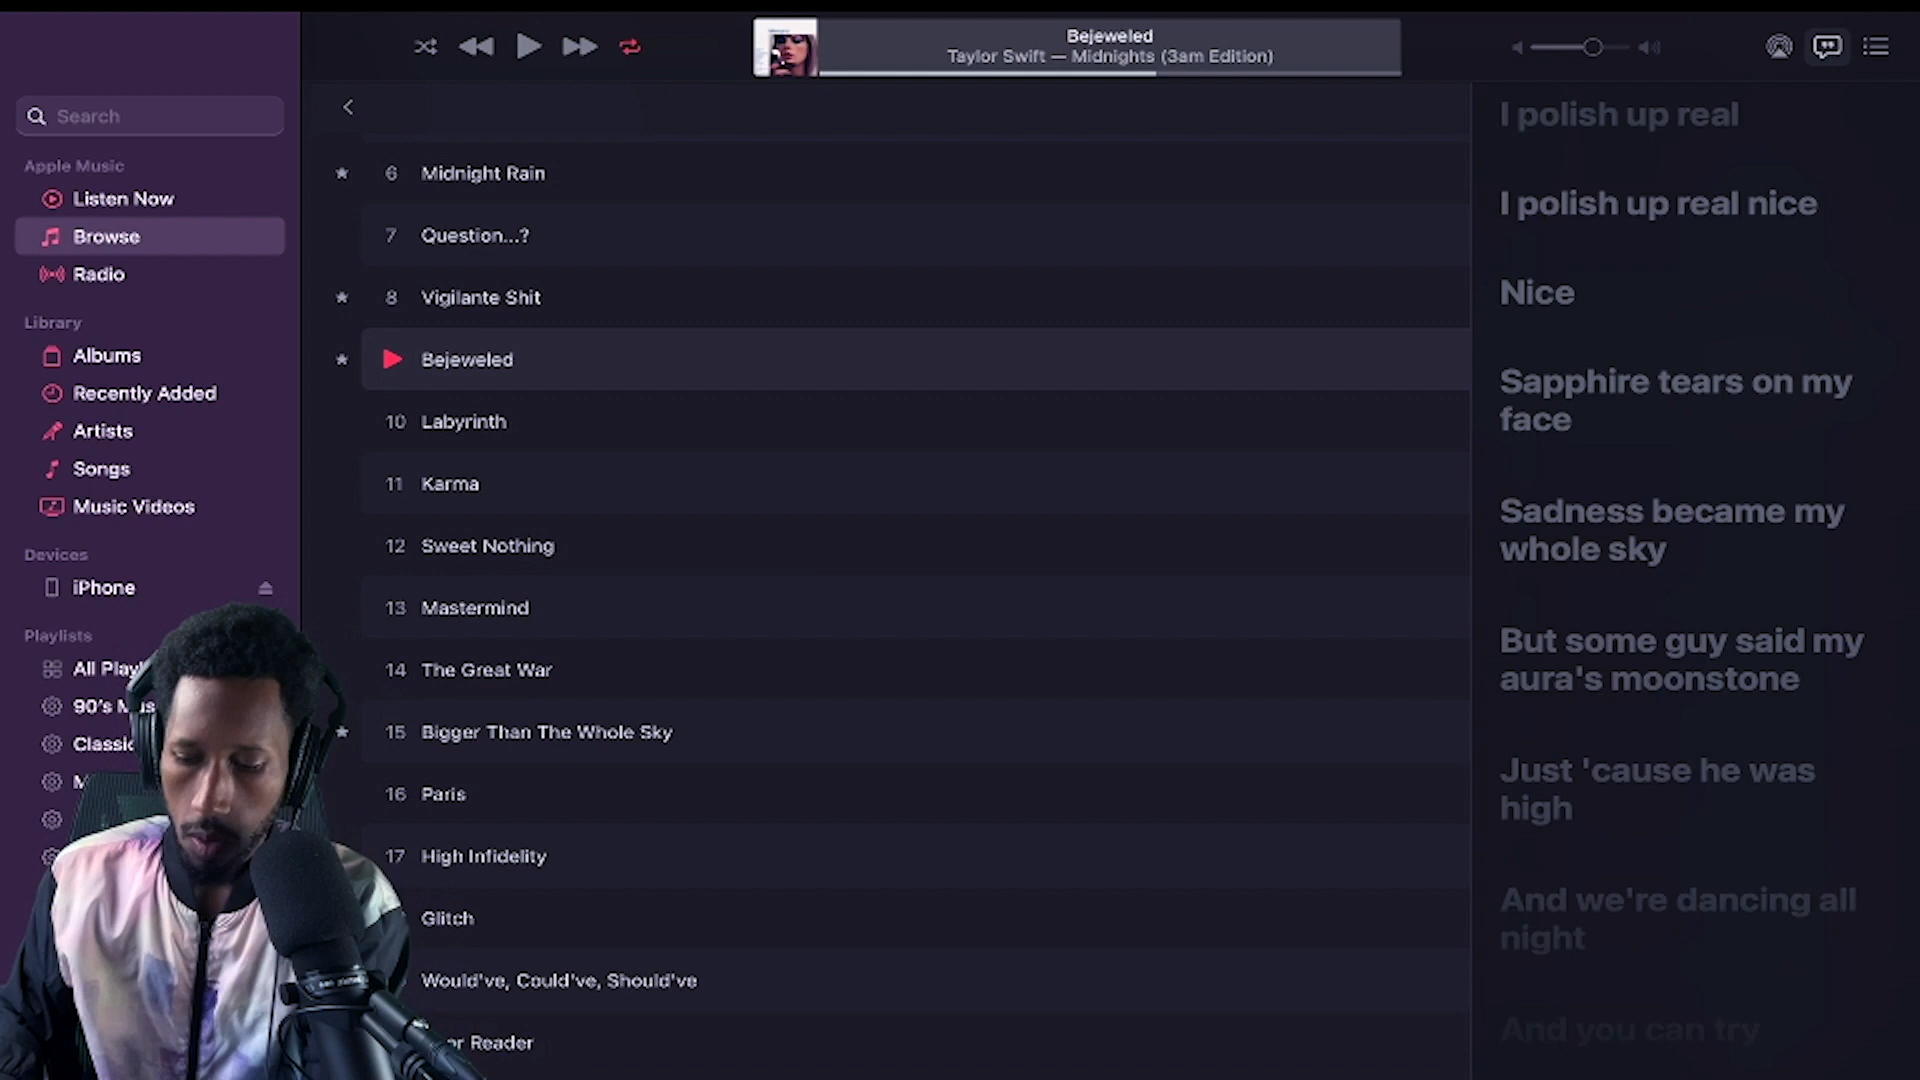 Bejeweled
Taylor Swift — Midnights (3am Edition)
Search
Apple Music
Listen Now
Browse
Radio
Library
Albums
Recently Added
Artists
Songs
Music Videos
Devices
iPhone
Playlists
All Play
90's Mus
Classic
6 Midnight Rain
7 Question...?
8 Vigilante Shit
Bejeweled
10 Labyrinth
11 Karma
12 Sweet Nothing
13 Mastermind
14 The Great War
15 Bigger Than The Whole Sky
16 Paris
17 High Infidelity
Glitch
Would've, Could've, Should've
Reader
I polish up real
I polish up real nice
Nice
Sapphire tears on my
face
Sadness became my
whole sky
But some guy said my
aura's moonstone
Just 'cause he was
high
And we're dancing all
night
And you can try